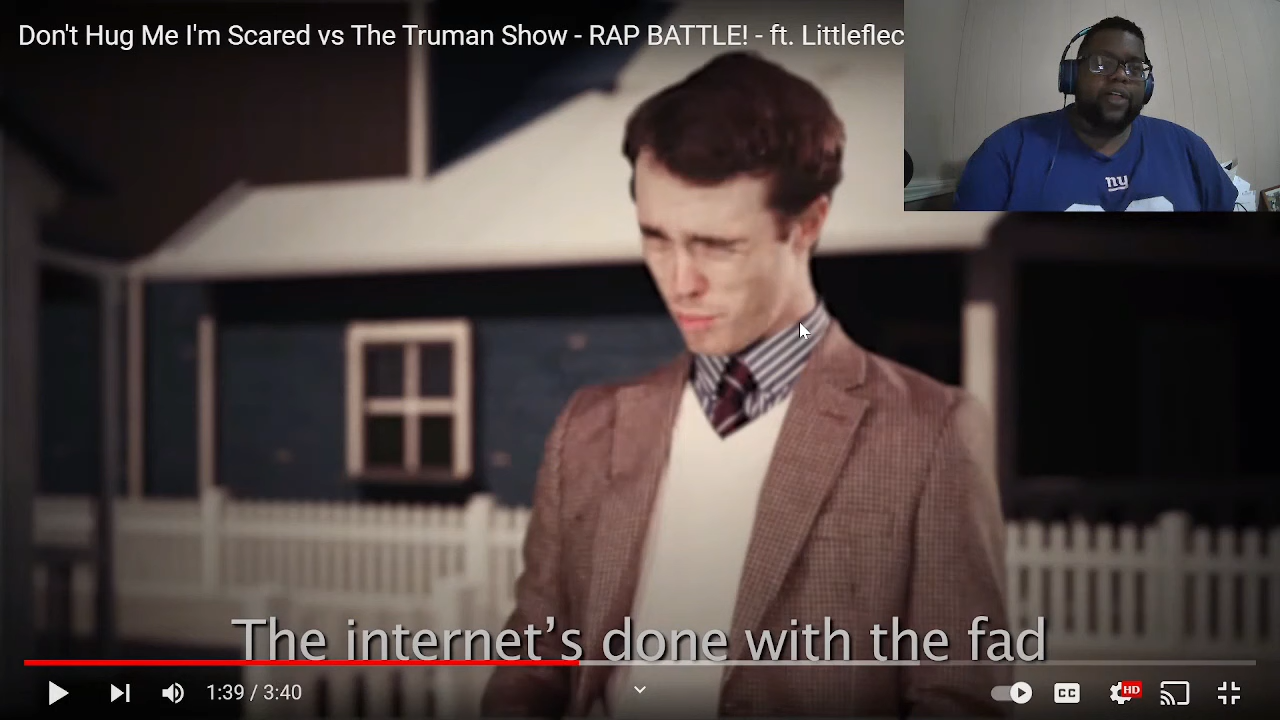 Don't Hug Me I'm Scared vs The Truman Show - RAP BATTLE! - ft. Littleflec
ny
The internet's done with the fad
1:39 / 3:40
CC
HD